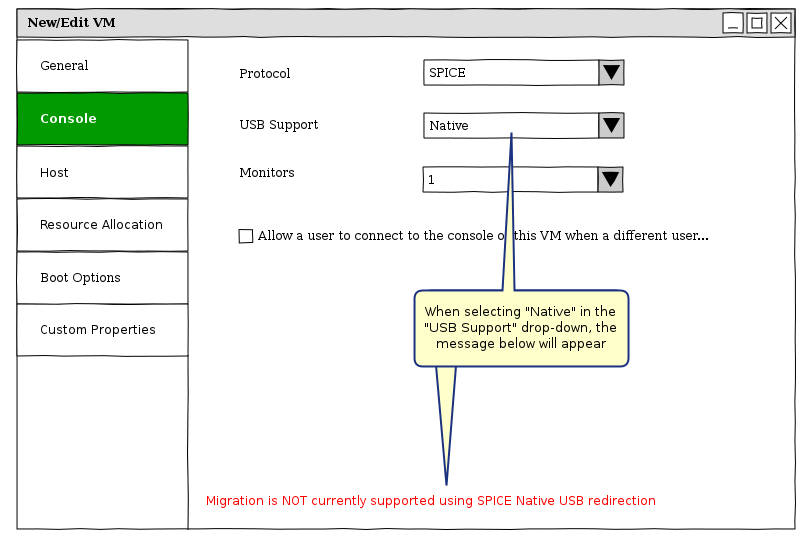 New/Edit VM
General
Console
Host
Resource Allocation
Boot Options
Custom Properties
Protocol
SPICE
USB Support
Native
Monitors
1
Allow a user to connect to the console of this VM when a different user...
When selecting "Native" in the
"USB Support" drop-down, the
message below will appear
Migration is NOT currently supported using SPICE Native USB redirection